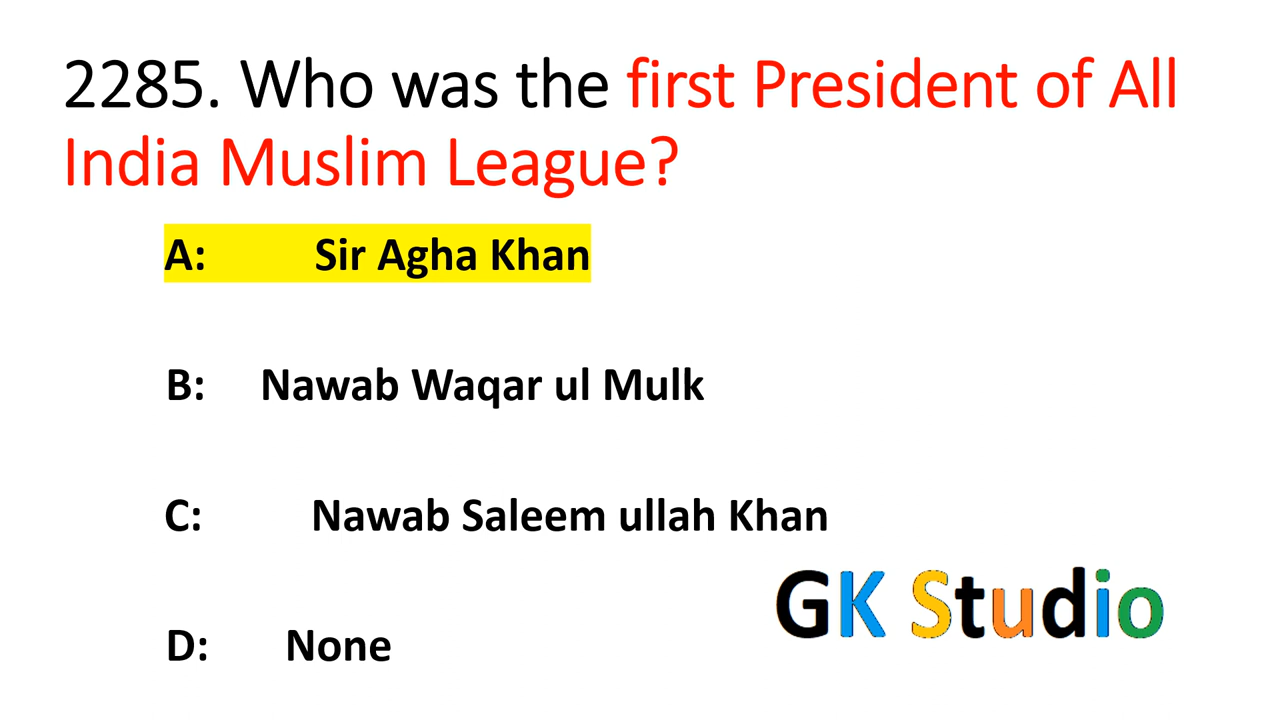 2285. Who was the first President of All
India Muslim League?
A: Sir Agha Khan
B: Nawab Waqar ul Mulk
C: Nawab Saleem ullah Khan
GK Studio
D: None